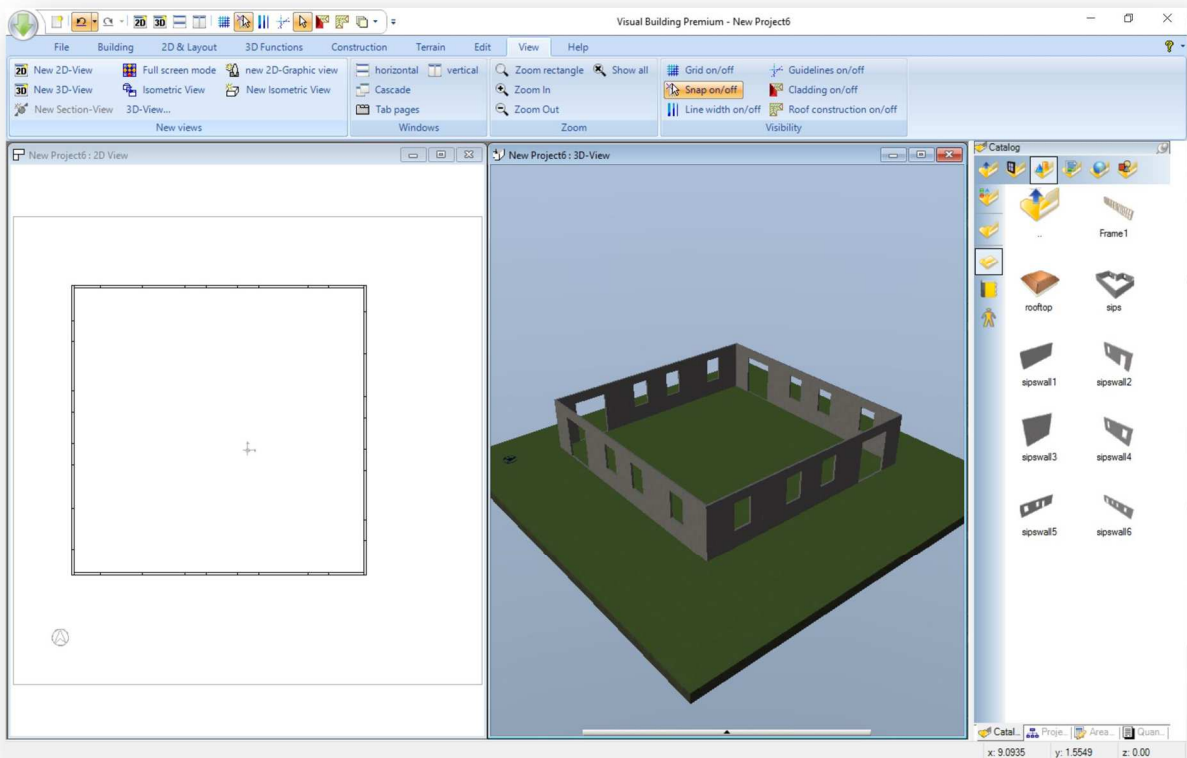 2D 3D
Visual Building Premium - New Project6
File Building 2D & Layout 3D Functions Construction Terrain Edit View Help
2D New 2D-View Full screen mode new 2D-Graphic view horizontal vertical Zoom rectangle Show all Grid on/off Guidelines on/off
3D New 3D-View Isometric View New Isometric View Cascade Zoom In Snap on/off Cladding on/off
New Section-View 3D-View... Tab pages Zoom Out Line width on/off Roof construction on/off
New views Windows Zoom Visibility
New Project6 : 2D View
New Project6 : 3D-View
Catalog
..
Frame1
rooftop
sips
sipswall1
sipswall2
sipswall3
sipswall4
sipswall5
sipswall6
Catal... Proje... Area... Quan...
x: 9.0935 y: 1.5549 z: 0.00